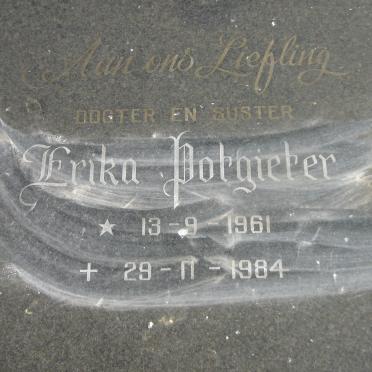 Aan ons Liefling
DOGTER EN SUSTER
Erika Potgieter
★ 13-9-1961
+ 29-11-1984